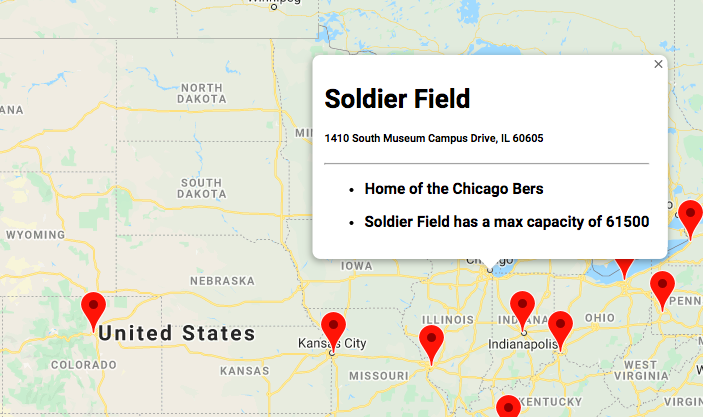 Winnipeg
NORTH
DAKOTA
ANA
Soldier Field
1410 South Museum Campus Drive, IL 60605
Home of the Chicago Bers
Soldier Field has a max capacity of 61500
MI
SOUTH
DAKOTA
WYOMING
IOWA
Chicago
NEBRASKA
United States
ILLINOIS
INDIANA
OHIO
PENN
Kansas City
Indianapolis
COLORADO
KANSAS
MISSOURI
WEST
VIRGINIA
KENTUCKY
VIRG